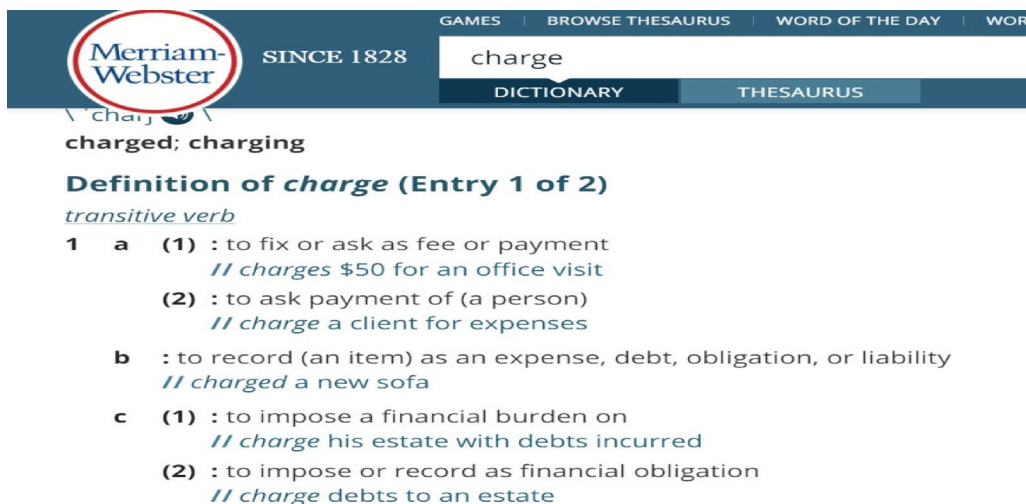 GAMES | BROWSE THESAURUS | WORD OF THE DAY | WOR
Merriam-
Webster
SINCE 1828
charge
DICTIONARY THESAURUS
\ ˈchärj \
charged; charging
Definition of charge (Entry 1 of 2)
transitive verb
1 a (1) : to fix or ask as fee or payment
// charges $50 for an office visit
(2) : to ask payment of (a person)
// charge a client for expenses
b : to record (an item) as an expense, debt, obligation, or liability
// charged a new sofa
c (1) : to impose a financial burden on
// charge his estate with debts incurred
(2) : to impose or record as financial obligation
// charge debts to an estate